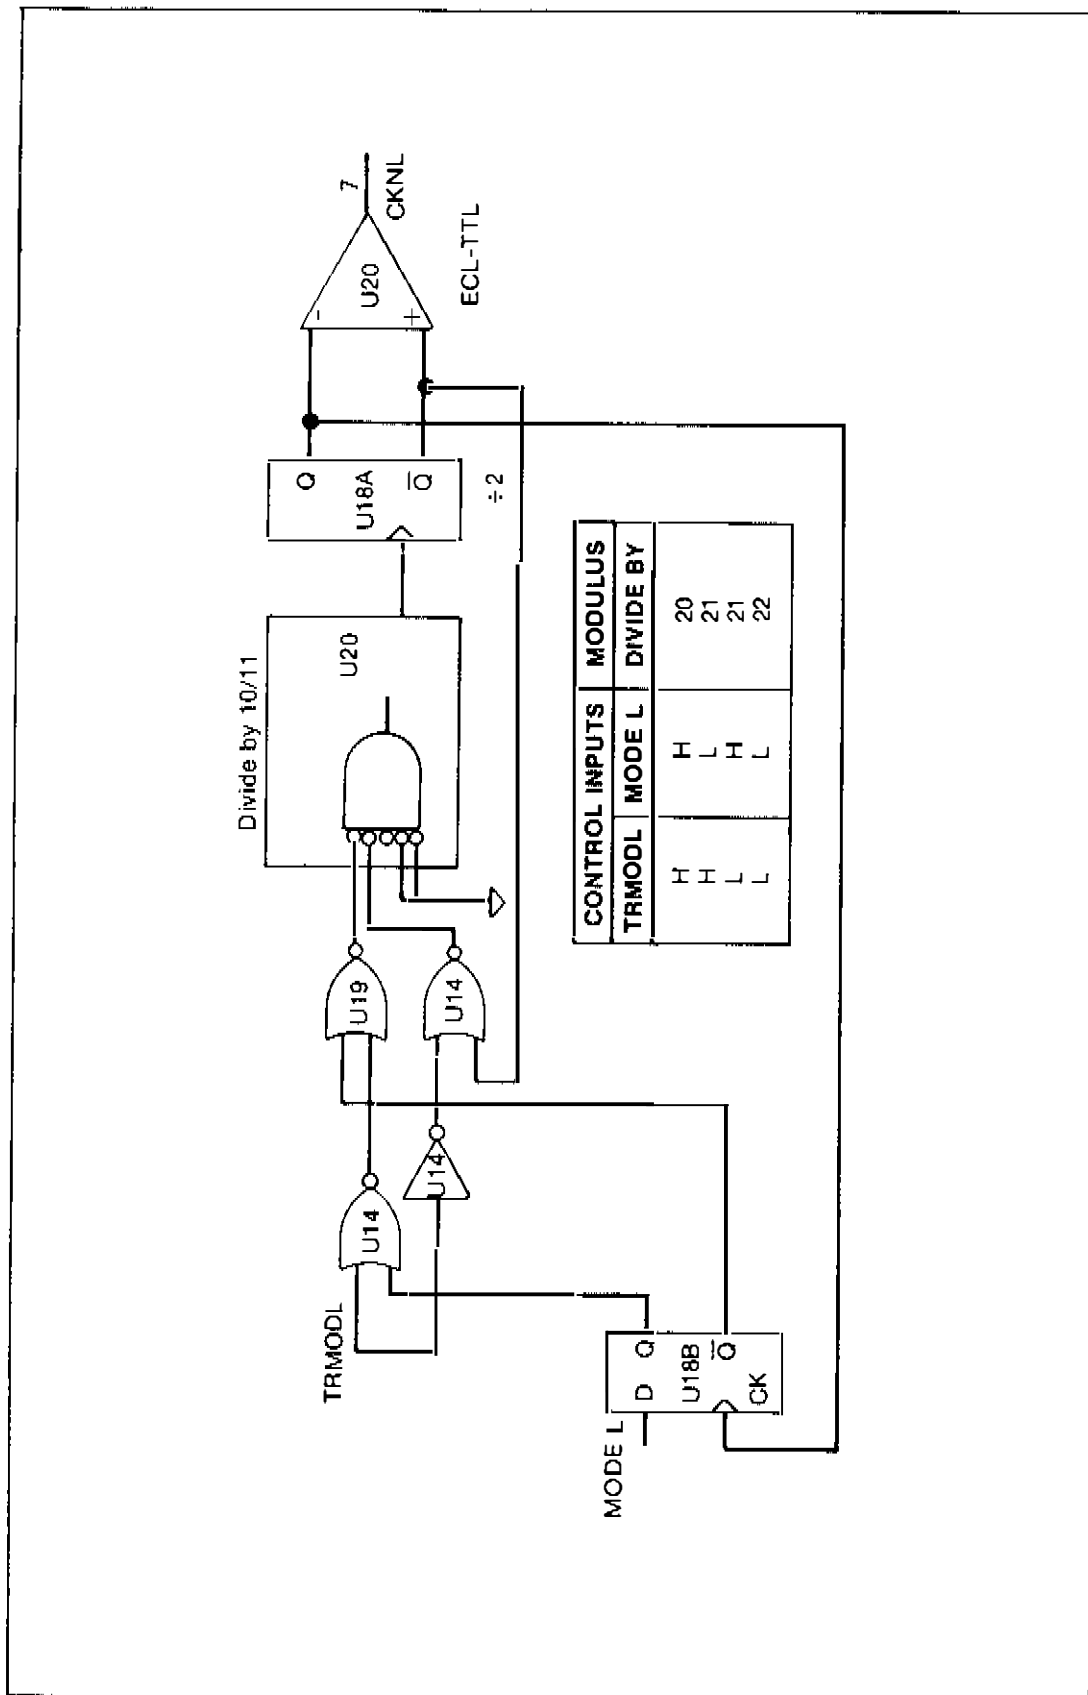 Divide by 10/11
U20
TRMODL
U14
U19
U14
U14
MODE L
D Q
U18B
Q̅
CK
Q
U18A
Q̅
÷2
-
U20
+
7
CKNL
ECL-TTL
CONTROL INPUTS MODULUS
TRMODL MODE L DIVIDE BY
H H 20
H L 21
L H 21
L L 22